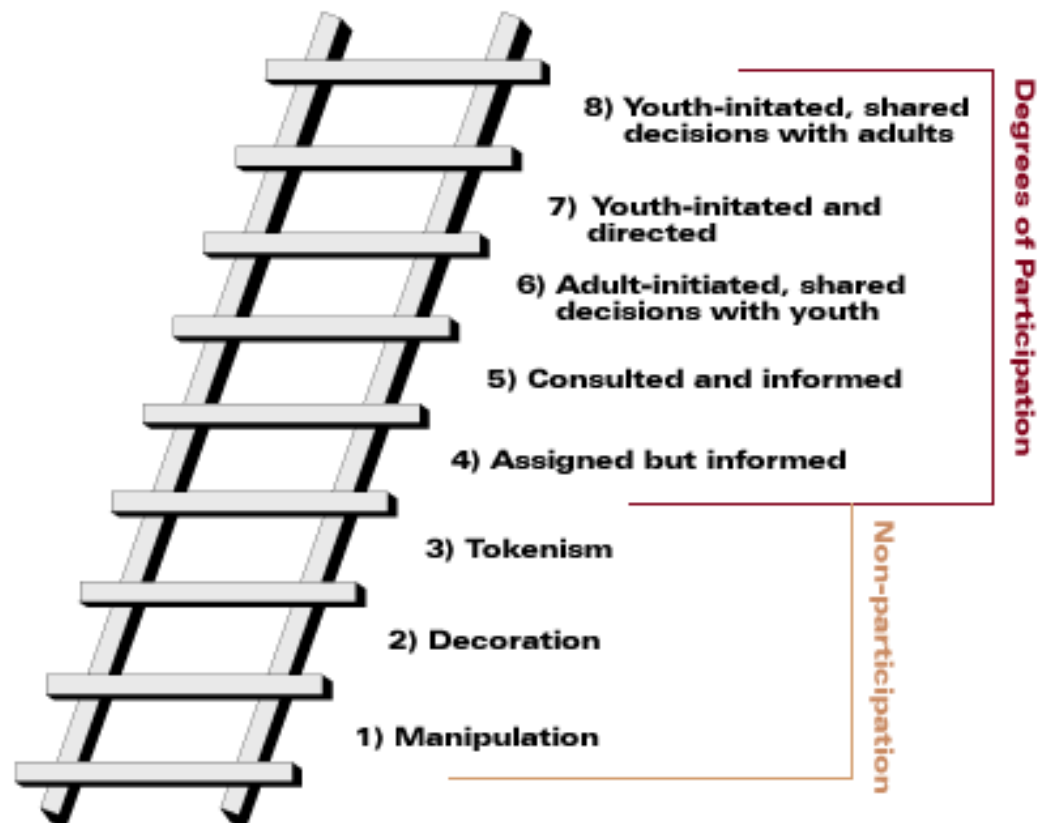 8) Youth-initated, shared
decisions with adults
7) Youth-initated and
directed
6) Adult-initiated, shared
decisions with youth
5) Consulted and informed
4) Assigned but informed
3) Tokenism
2) Decoration
1) Manipulation
Degrees of Participation
Non-participation